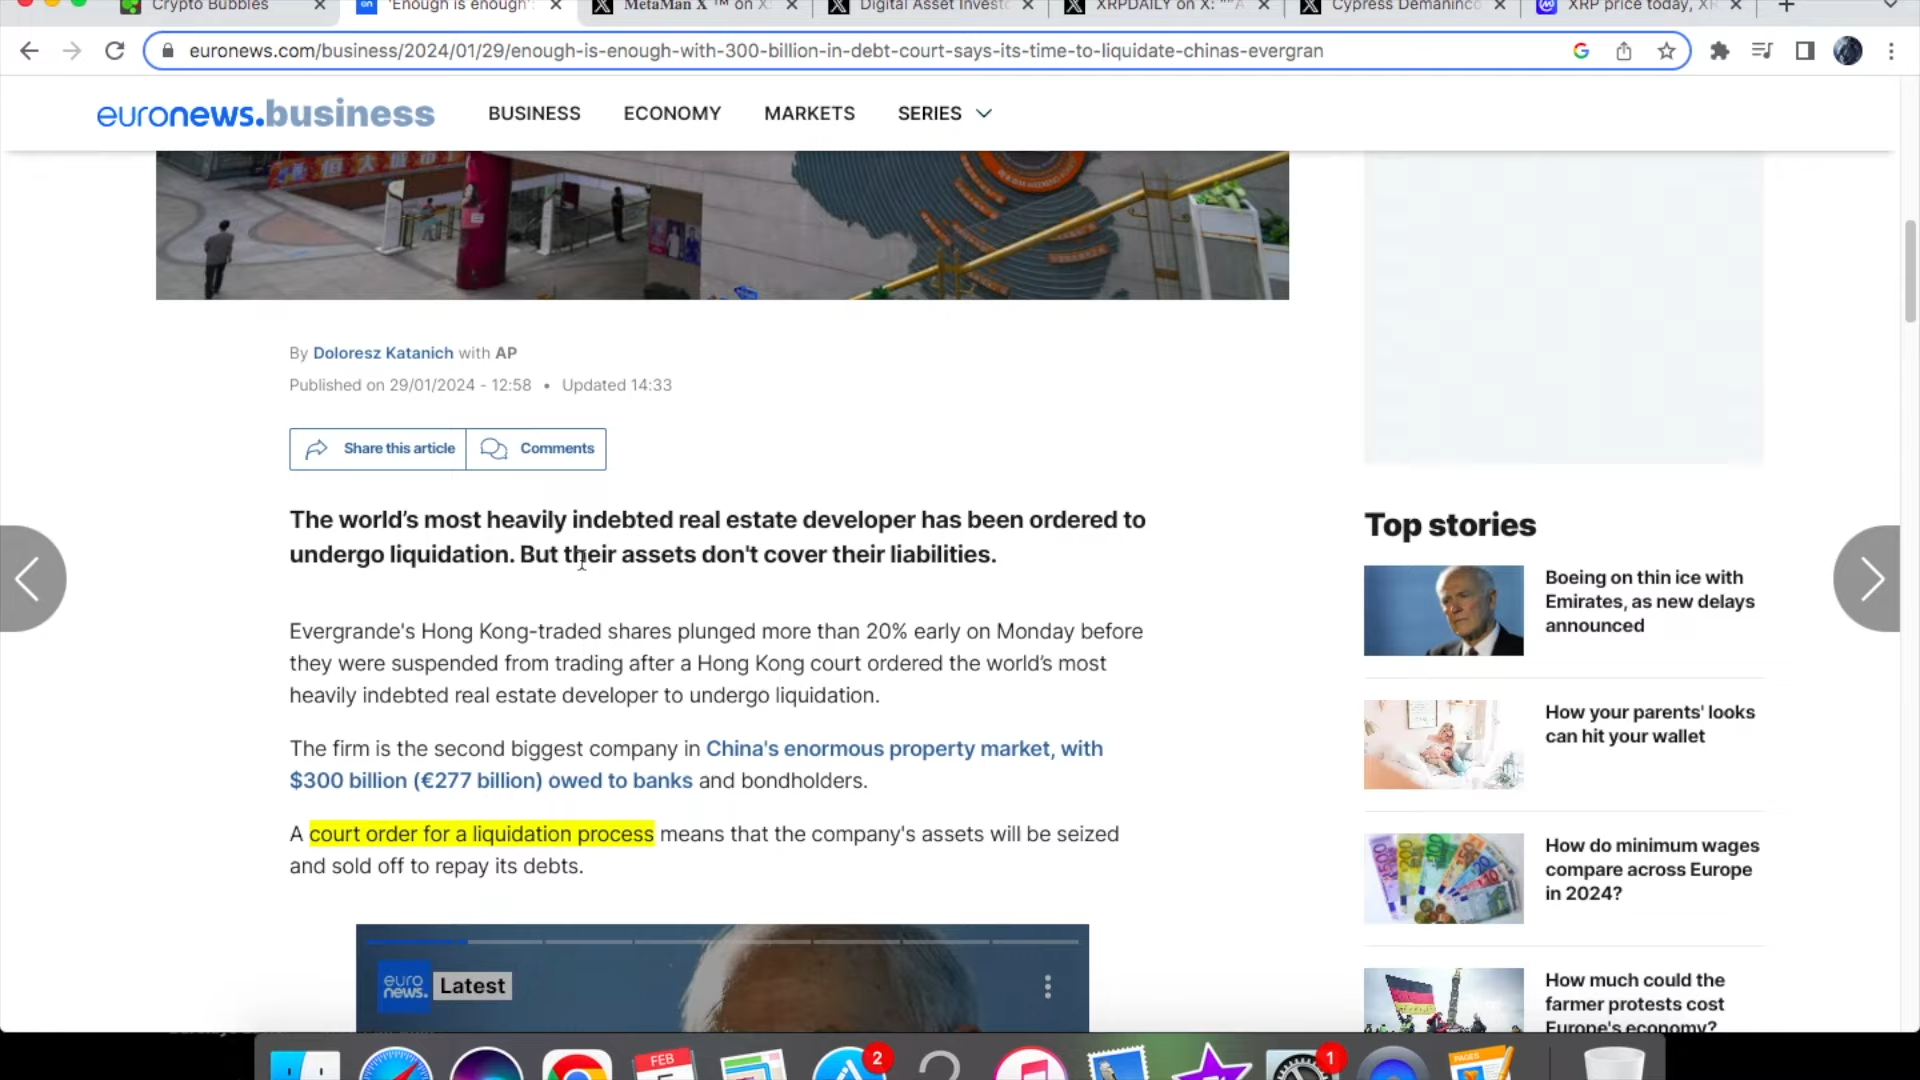 Crypto Bubbles
'Enough is enough':
MetaMan X ™ on X
Digital Asset Investo
XRPDAILY on X: ""A
Cypress Demaninco
XRP price today, XR
euronews.com/business/2024/01/29/enough-is-enough-with-300-billion-in-debt-court-says-its-time-to-liquidate-chinas-evergran
euronews.business
BUSINESS
ECONOMY
MARKETS
SERIES
By Doloresz Katanich with AP
Published on 29/01/2024 - 12:58 • Updated 14:33
Share this article
Comments
The world's most heavily indebted real estate developer has been ordered to
undergo liquidation. But their assets don't cover their liabilities.
Evergrande's Hong Kong-traded shares plunged more than 20% early on Monday before
they were suspended from trading after a Hong Kong court ordered the world's most
heavily indebted real estate developer to undergo liquidation.
The firm is the second biggest company in China's enormous property market, with
$300 billion (€277 billion) owed to banks and bondholders.
A court order for a liquidation process means that the company's assets will be seized
and sold off to repay its debts.
euro
news.
Latest
Top stories
Boeing on thin ice with
Emirates, as new delays
announced
How your parents' looks
can hit your wallet
How do minimum wages
compare across Europe
in 2024?
How much could the
farmer protests cost
Europe's economy?
FEB
2
1
PAGES